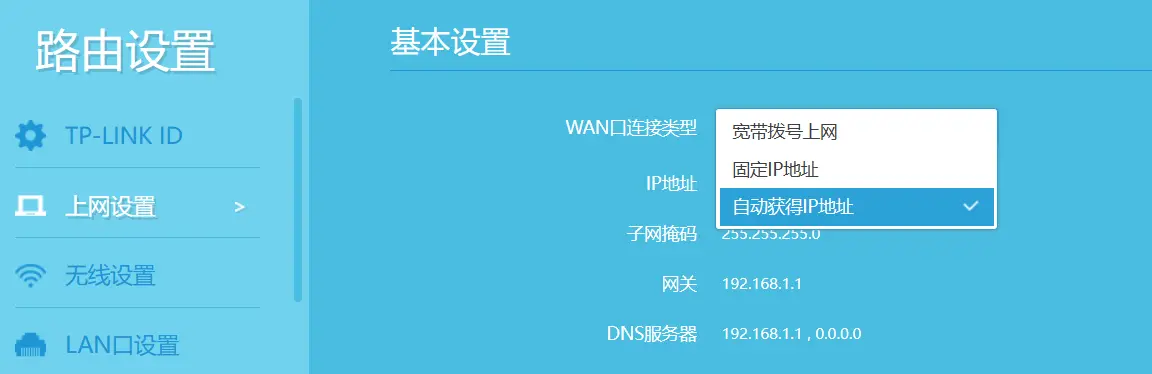 路由设置
TP-LINK ID
上网设置 >
无线设置
LAN口设置
基本设置
WAN口连接类型
宽带拨号上网
固定IP地址
自动获得IP地址
IP地址
子网掩码 255.255.255.0
网关 192.168.1.1
DNS服务器 192.168.1.1 , 0.0.0.0